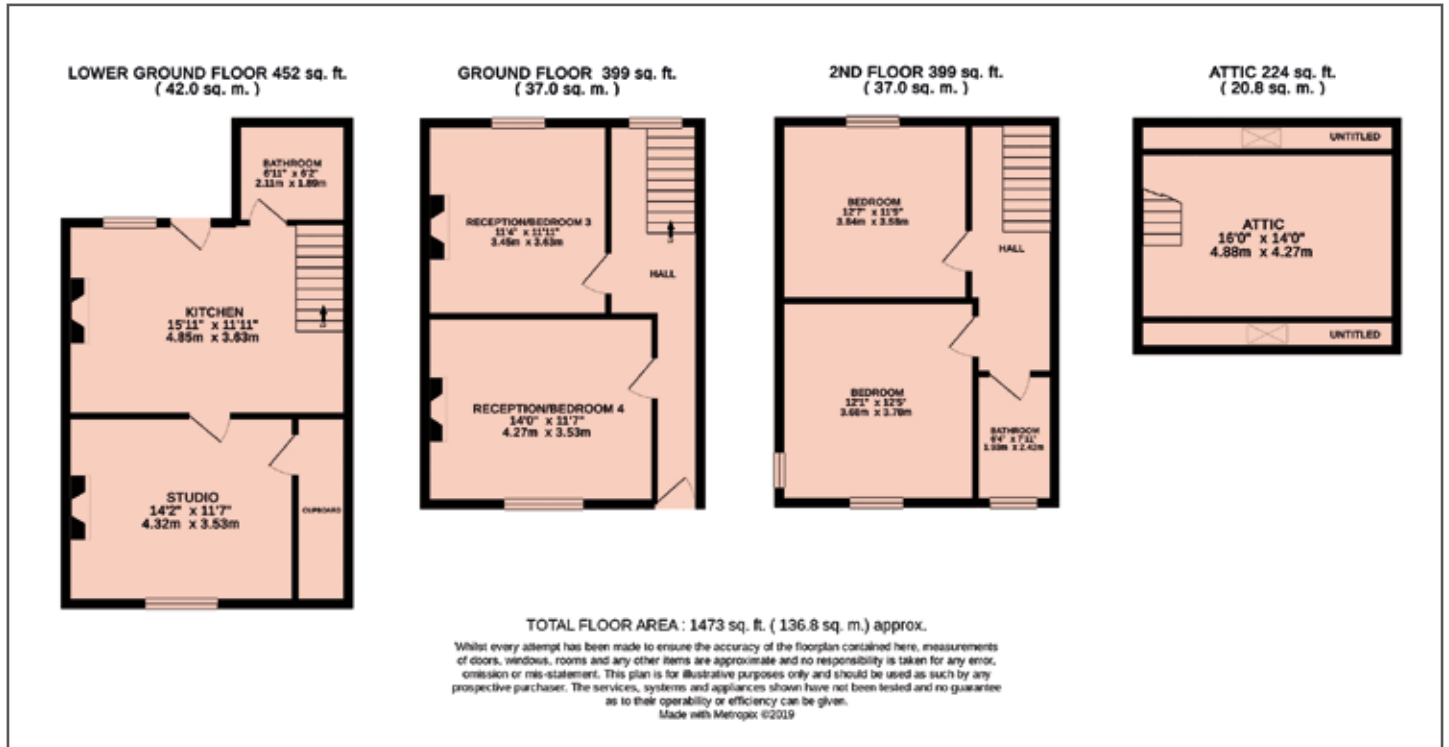 LOWER GROUND FLOOR 452 sq. ft.
( 42.0 sq. m. )
BATHROOM
6'11" x 6'2"
2.11m x 1.89m
KITCHEN
15'11" x 11'11"
4.85m x 3.63m
STUDIO
14'2" x 11'7"
4.32m x 3.53m
CUPBOARD
GROUND FLOOR 399 sq. ft.
( 37.0 sq. m. )
RECEPTION/BEDROOM 3
11'4" x 11'11"
3.45m x 3.63m
HALL
RECEPTION/BEDROOM 4
14'0" x 11'7"
4.27m x 3.53m
2ND FLOOR 399 sq. ft.
( 37.0 sq. m. )
BEDROOM
12'7" x 11'9"
3.84m x 3.58m
HALL
BEDROOM
12'1" x 12'5"
3.68m x 3.78m
BATHROOM
6'4" x 7'11"
1.93m x 2.42m
ATTIC 224 sq. ft.
( 20.8 sq. m. )
UNTITLED
ATTIC
16'0" x 14'0"
4.88m x 4.27m
UNTITLED
TOTAL FLOOR AREA : 1473 sq. ft. ( 136.8 sq. m.) approx.
Whilst every attempt has been made to ensure the accuracy of the floorplan contained here, measurements
of doors, windows, rooms and any other items are approximate and no responsibility is taken for any error,
omission or mis-statement. This plan is for illustrative purposes only and should be used as such by any
prospective purchaser. The services, systems and appliances shown have not been tested and no guarantee
as to their operability or efficiency can be given.
Made with Metropix ©2019